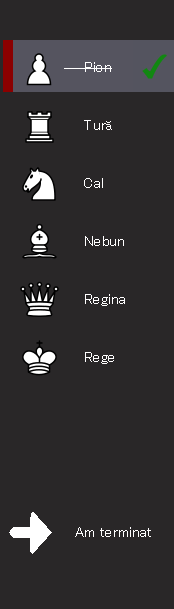 Pion
Tură
Cal
Nebun
Regina
Rege
Am terminat